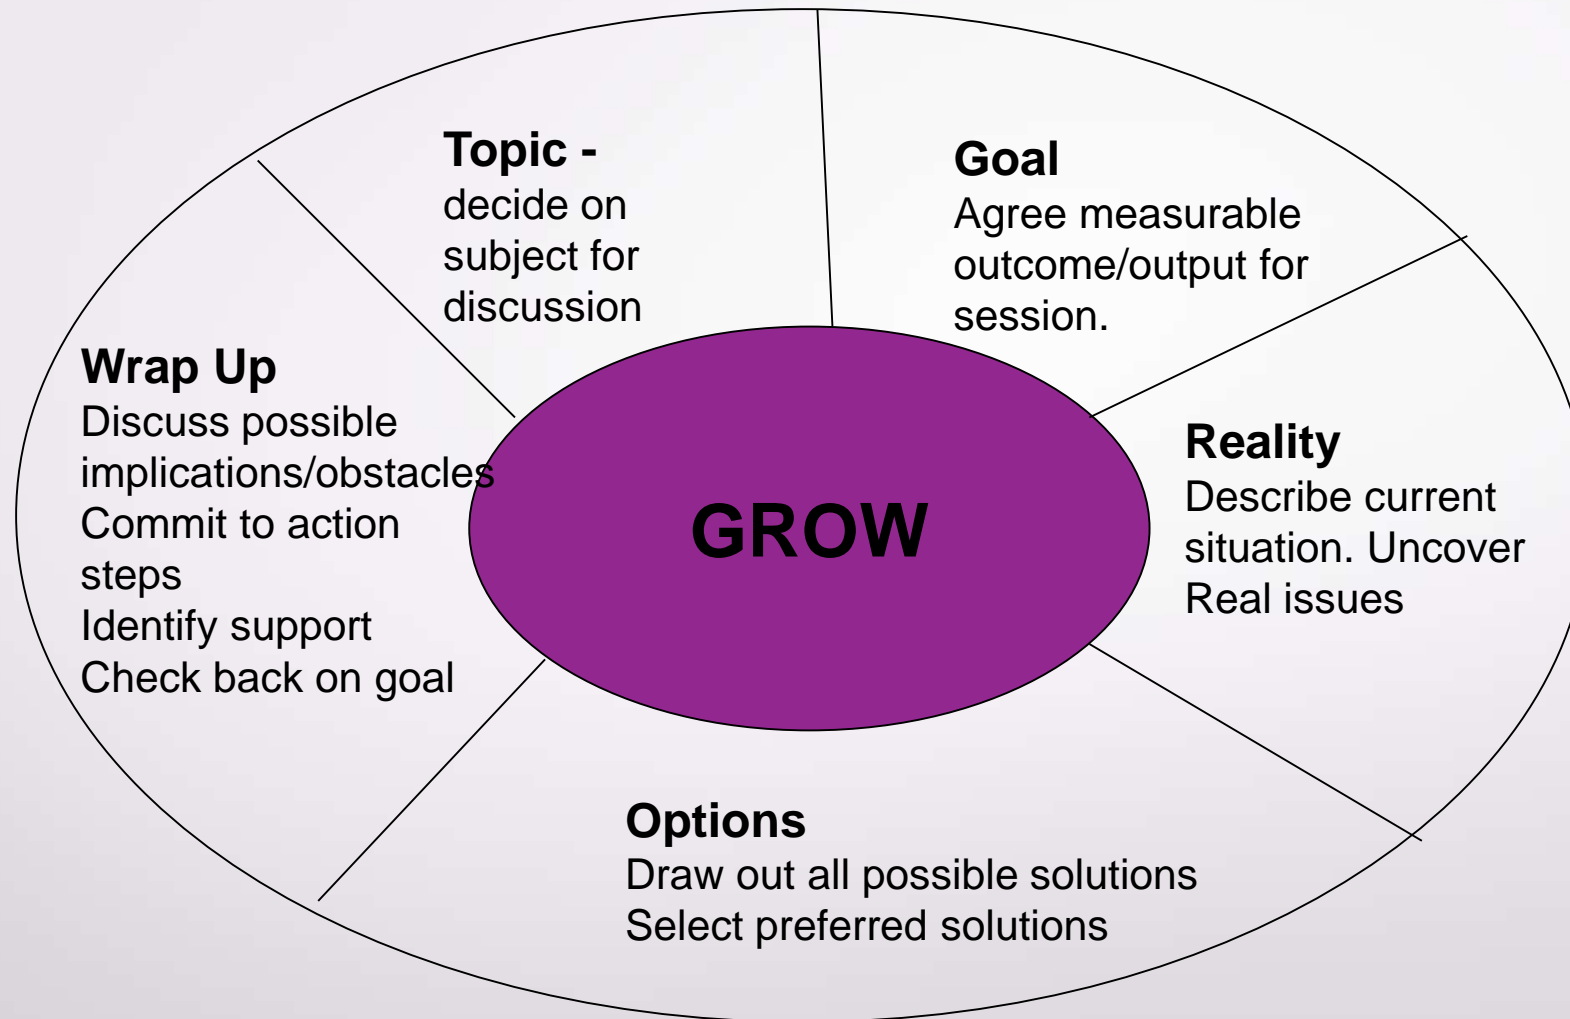 Topic -
decide on
subject for
discussion
Goal
Agree measurable
outcome/output for
session.
Reality
Describe current
situation. Uncover
Real issues
Options
Draw out all possible solutions
Select preferred solutions
Wrap Up
Discuss possible
implications/obstacles
Commit to action
steps
Identify support
Check back on goal
GROW